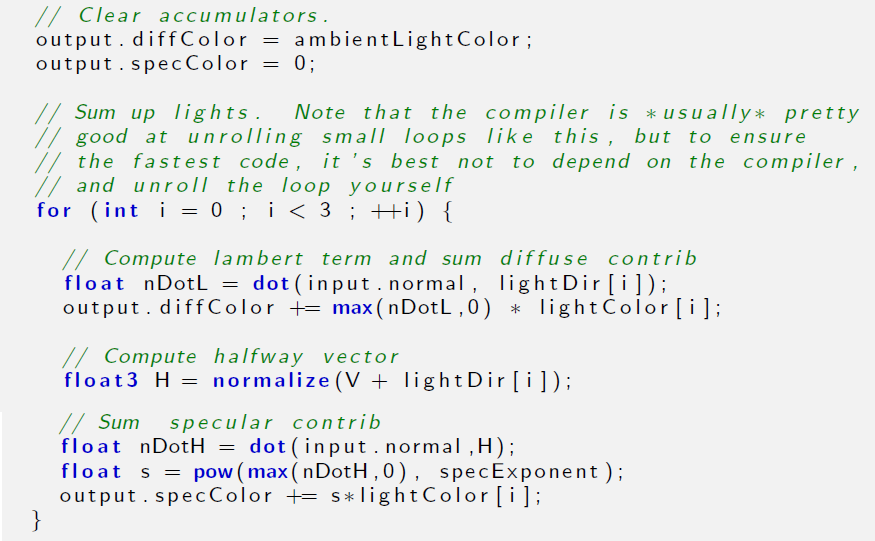 // Clear accumulators.
output.diffColor = ambientLightColor;
output.specColor = 0;
// Sum up lights. Note that the compiler is *usually* pretty
// good at unrolling small loops like this, but to ensure
// the fastest code, it's best not to depend on the compiler,
// and unroll the loop yourself
for (int i = 0 ; i < 3 ; ++i) {
// Compute lambert term and sum diffuse contrib
float nDotL = dot(input.normal, lightDir[i]);
output.diffColor += max(nDotL,0) * lightColor[i];
// Compute halfway vector
float3 H = normalize(V + lightDir[i]);
// Sum specular contrib
float nDotH = dot(input.normal,H);
float s = pow(max(nDotH,0), specExponent);
output.specColor += s*lightColor[i];
}